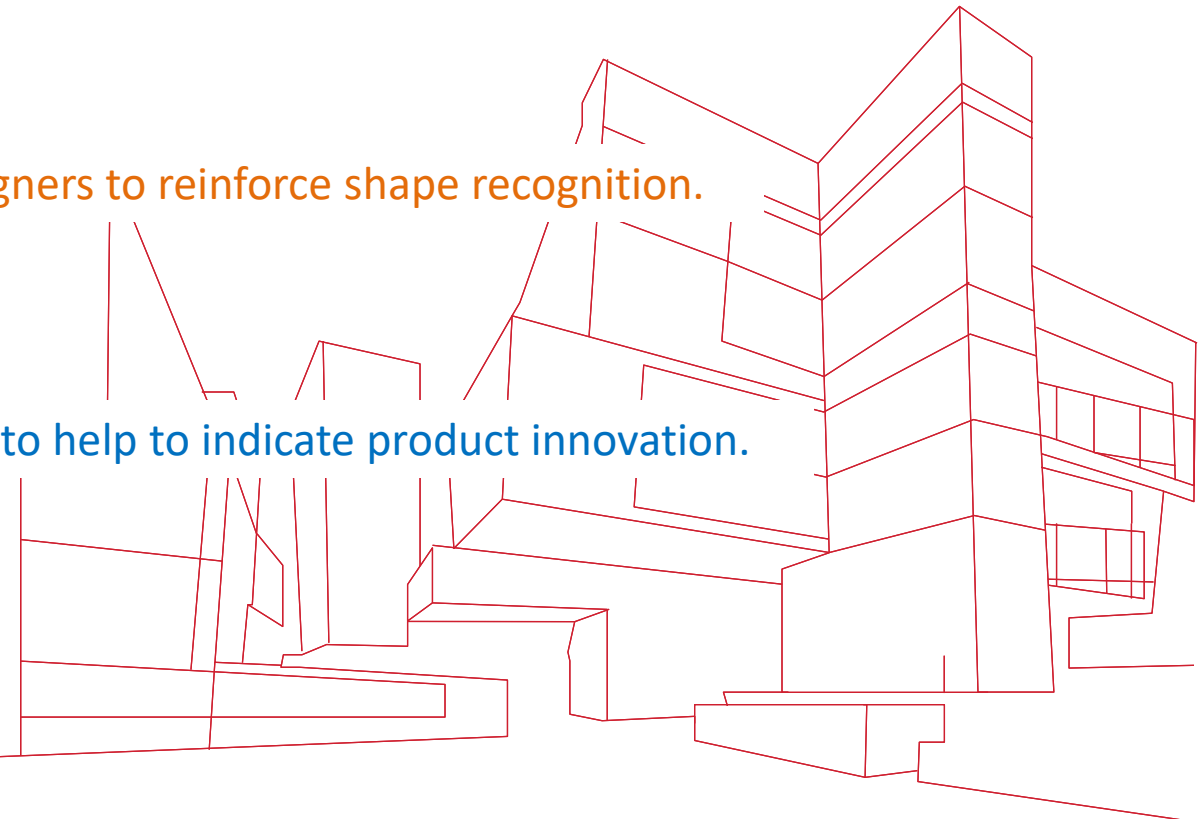 gners to reinforce shape recognition.
to help to indicate product innovation.